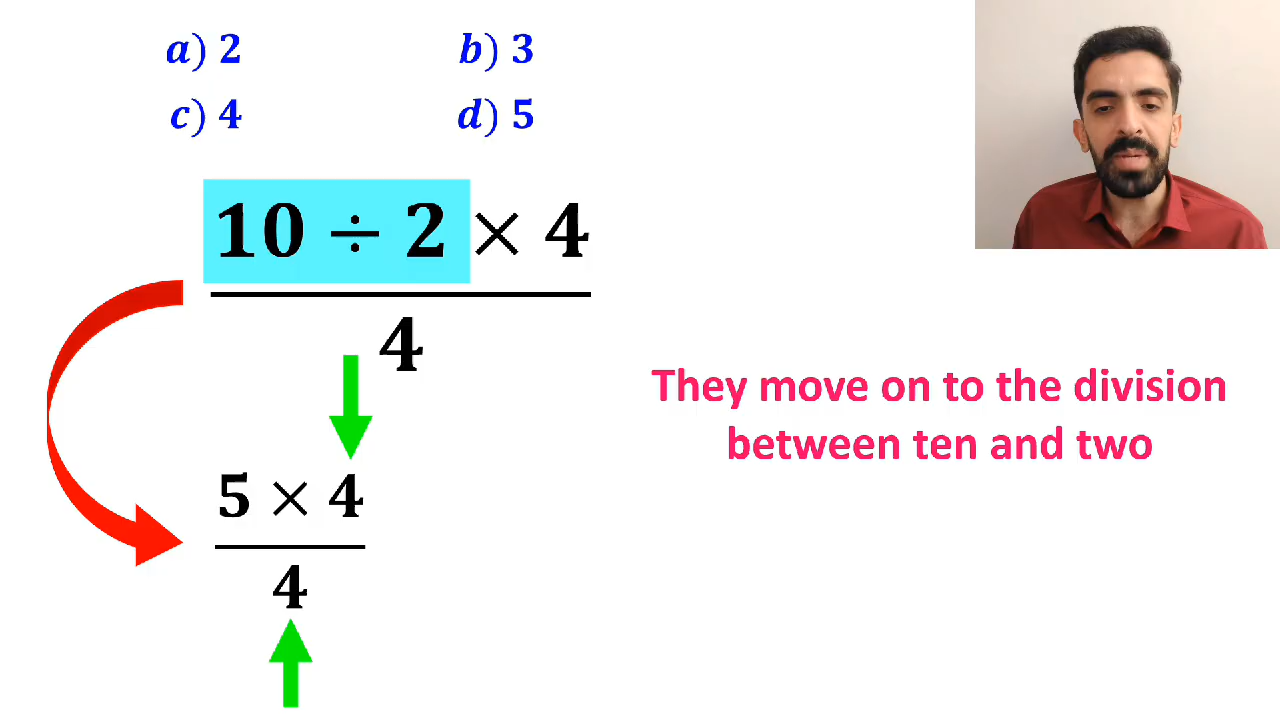 a) 2 b) 3
c) 4 d) 5
10 ÷ 2 × 4
4
They move on to the division
between ten and two
5 × 4
4